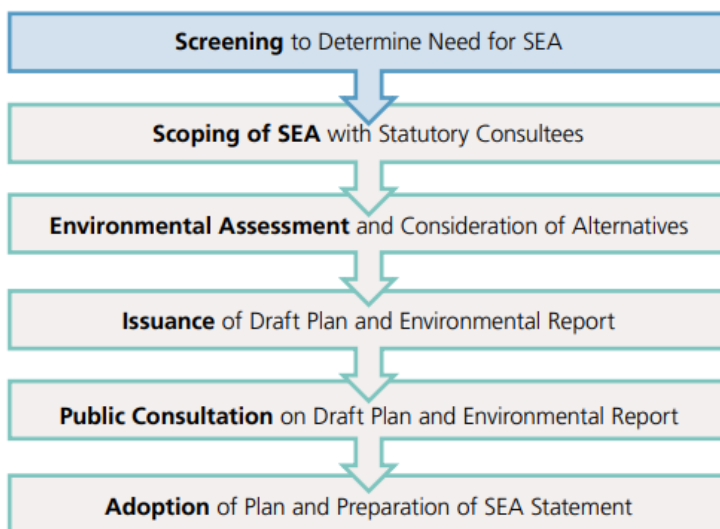 Screening to Determine Need for SEA
Scoping of SEA with Statutory Consultees
Environmental Assessment and Consideration of Alternatives
Issuance of Draft Plan and Environmental Report
Public Consultation on Draft Plan and Environmental Report
Adoption of Plan and Preparation of SEA Statement